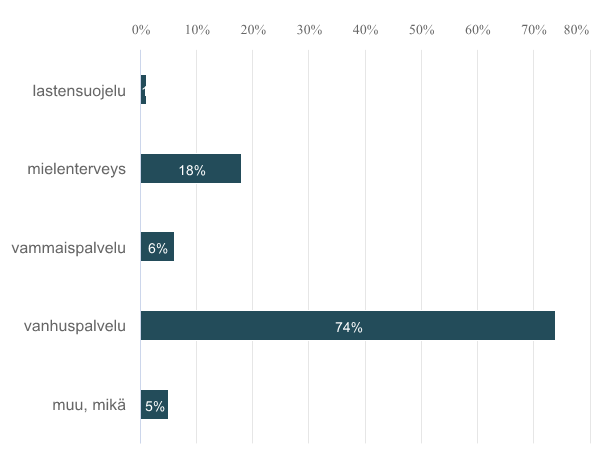 0% 10% 20% 30% 40% 50% 60% 70% 80%
lastensuojelu
mielenterveys 18%
vammaispalvelu 6%
vanhuspalvelu 74%
muu, mikä 5%